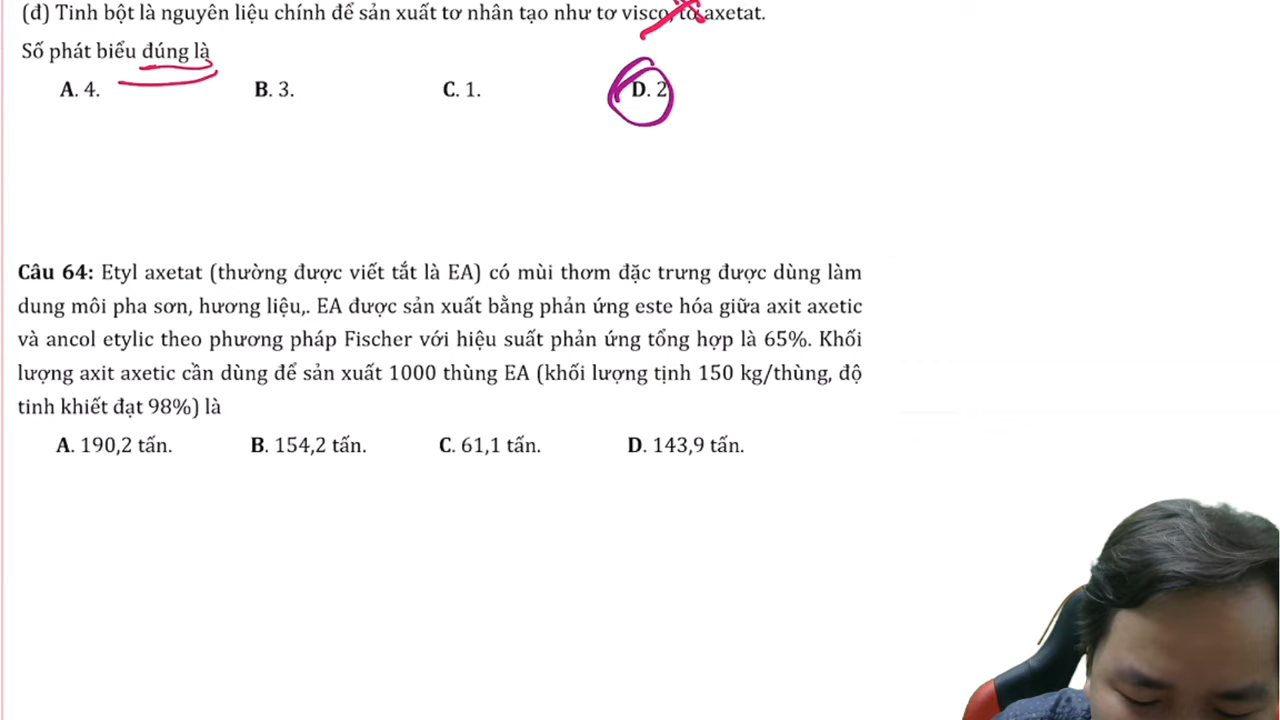 (đ) Tinh bột là nguyên liệu chính để sản xuất tơ nhân tạo như tơ visco, tơ axetat.
Số phát biểu đúng là
A. 4. B. 3. C. 1. D. 2
Câu 64: Etyl axetat (thường được viết tắt là EA) có mùi thơm đặc trưng được dùng làm
dung môi pha sơn, hương liệu,. EA được sản xuất bằng phản ứng este hóa giữa axit axetic
và ancol etylic theo phương pháp Fischer với hiệu suất phản ứng tổng hợp là 65%. Khối
lượng axit axetic cần dùng để sản xuất 1000 thùng EA (khối lượng tịnh 150 kg/thùng, độ
tinh khiết đạt 98%) là
A. 190,2 tấn. B. 154,2 tấn. C. 61,1 tấn. D. 143,9 tấn.